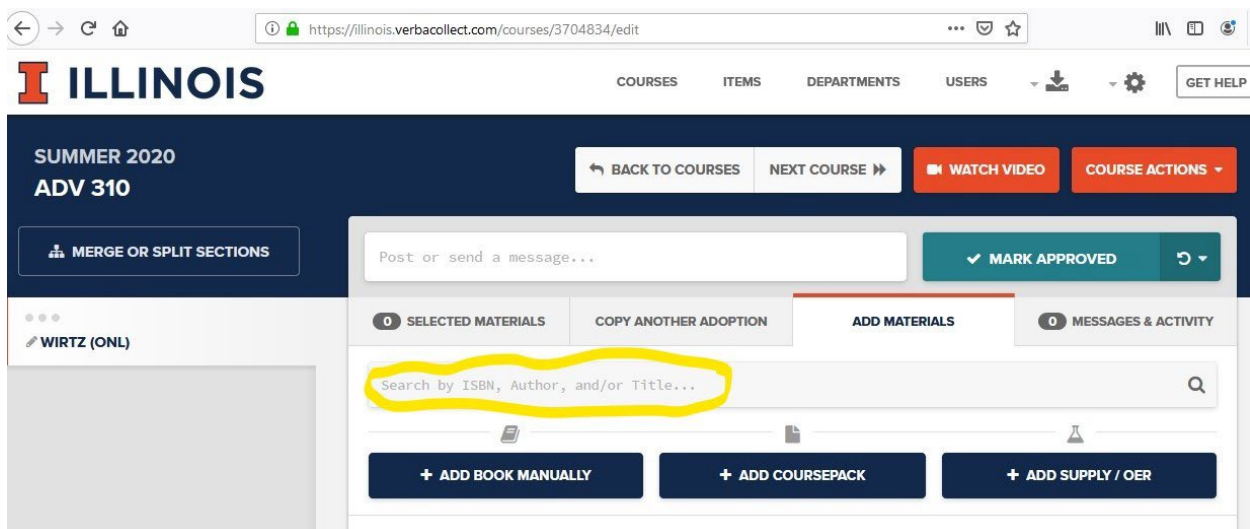 https://illinois.verbacollect.com/courses/3704834/edit
I ILLINOIS
COURSES ITEMS DEPARTMENTS USERS GET HELP
SUMMER 2020
ADV 310
BACK TO COURSES NEXT COURSE WATCH VIDEO COURSE ACTIONS
MERGE OR SPLIT SECTIONS
Post or send a message... MARK APPROVED
0 SELECTED MATERIALS COPY ANOTHER ADOPTION ADD MATERIALS 0 MESSAGES & ACTIVITY
WIRTZ (ONL)
Search by ISBN, Author, and/or Title...
+ ADD BOOK MANUALLY + ADD COURSEPACK + ADD SUPPLY / OER